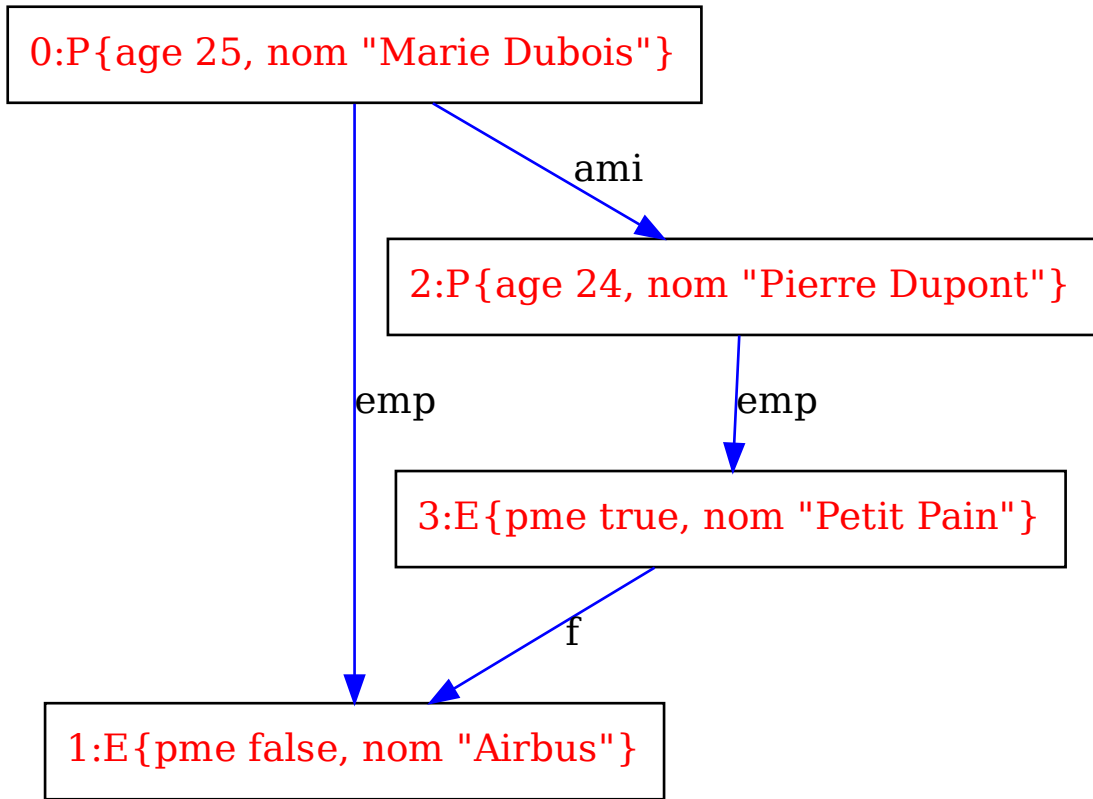 0:P{age 25, nom "Marie Dubois"}
ami
2:P{age 24, nom "Pierre Dupont"}
emp
emp
3:E{pme true, nom "Petit Pain"}
f
1:E{pme false, nom "Airbus"}